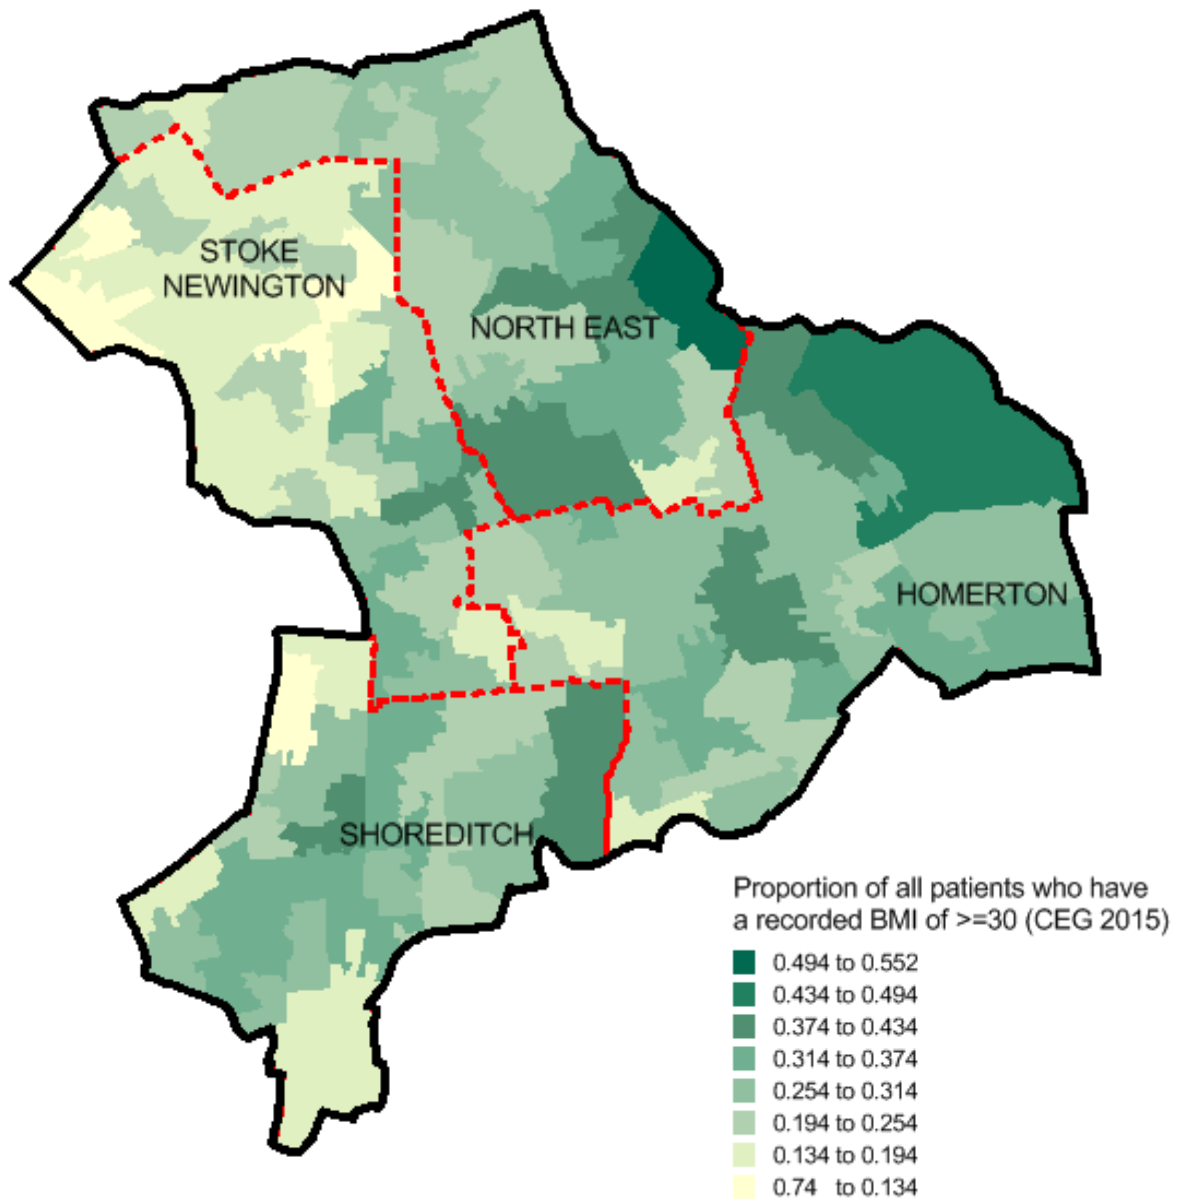 STOKE
NEWINGTON
NORTH EAST
HOMERTON
SHOREDITCH
Proportion of all patients who have
a recorded BMI of >=30 (CEG 2015)
0.494 to 0.552
0.434 to 0.494
0.374 to 0.434
0.314 to 0.374
0.254 to 0.314
0.194 to 0.254
0.134 to 0.194
0.74 to 0.134